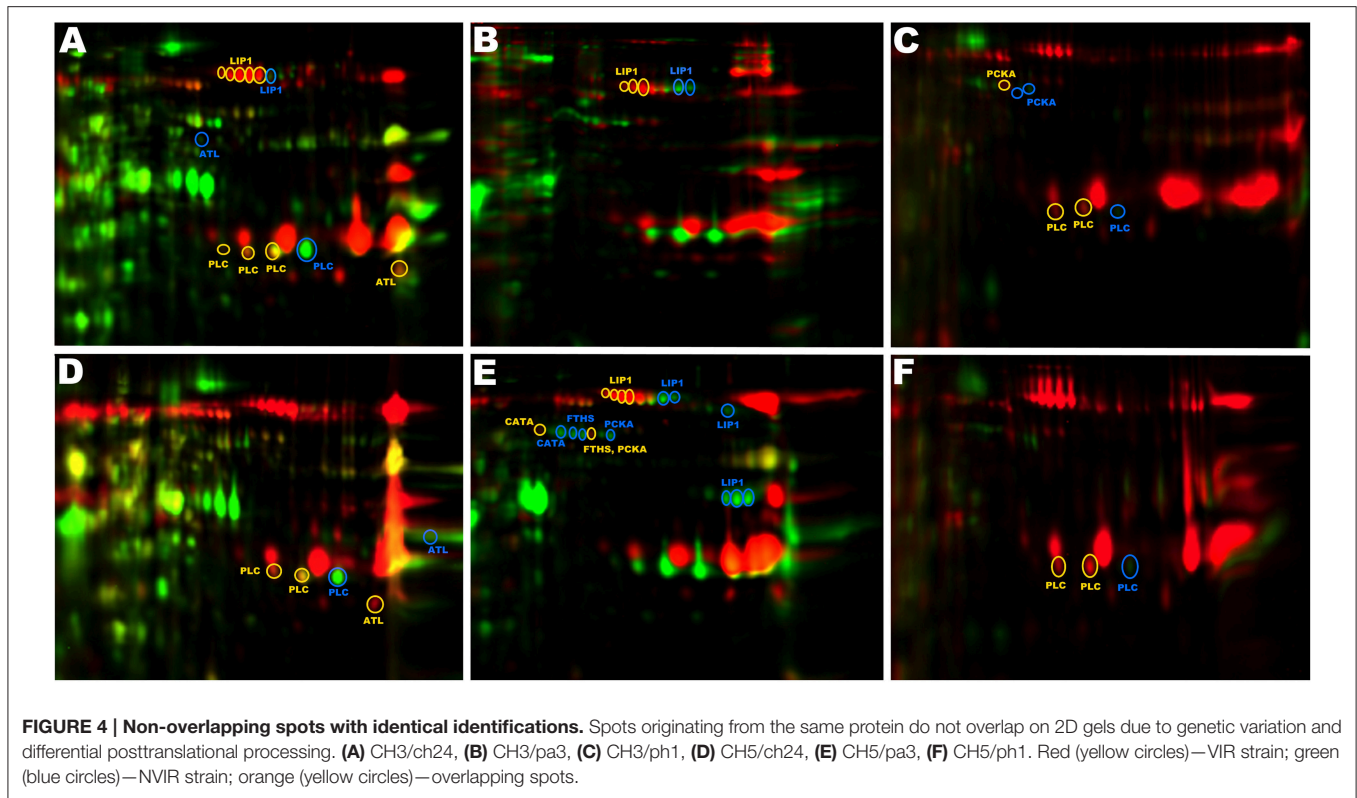 A
LIP1
LIP1
ATL
PLC
PLC
PLC
PLC
ATL
B
LIP1
LIP1
C
PCKA
PCKA
PLC
PLC
PLC
D
ATL
PLC
PLC
PLC
ATL
E
LIP1
LIP1
LIP1
CATA
FTHS
PCKA
CATA
FTHS, PCKA
LIP1
F
PLC
PLC
PLC
FIGURE 4 | Non-overlapping spots with identical identifications. Spots originating from the same protein do not overlap on 2D gels due to genetic variation and
differential posttranslational processing. (A) CH3/ch24, (B) CH3/pa3, (C) CH3/ph1, (D) CH5/ch24, (E) CH5/pa3, (F) CH5/ph1. Red (yellow circles)—VIR strain; green
(blue circles)—NVIR strain; orange (yellow circles)—overlapping spots.